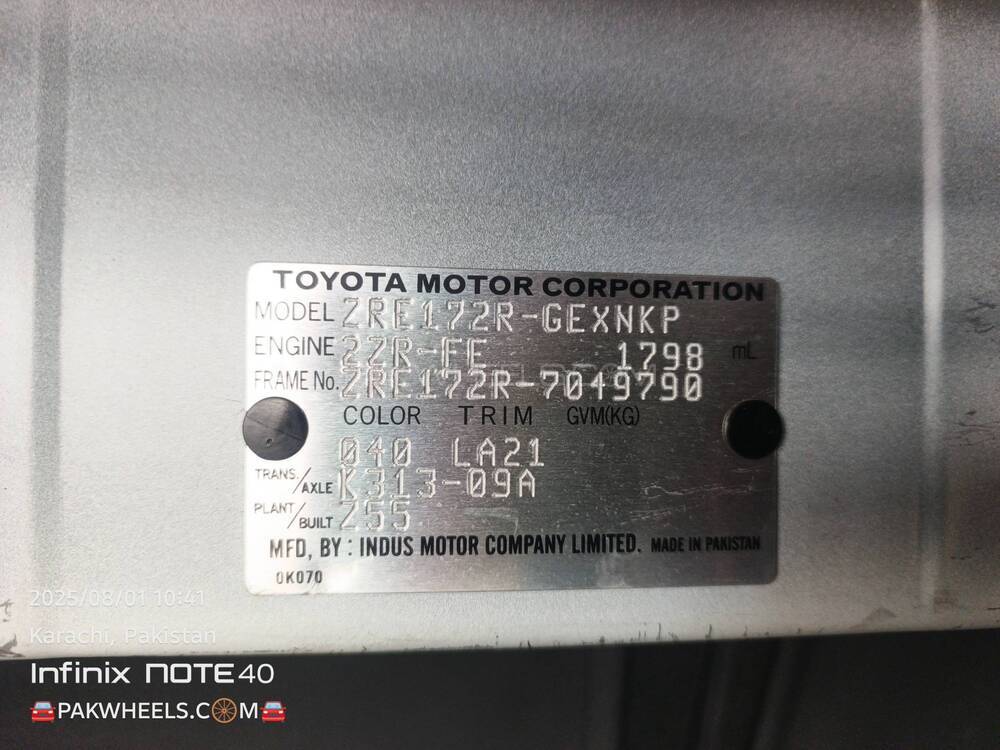 TOYOTA MOTOR CORPORATION
MODEL ZRE172R-GEXNKP
ENGINE 2ZR-FE 1798 mL
FRAME No. ZRE172R-7049790
COLOR TRIM GVM(KG)
040 LA21
TRANS./AXLE K313-09A
PLANT/BUILT Z55
MFD, BY : INDUS MOTOR COMPANY LIMITED. MADE IN PAKISTAN
0K070
2025/08/01 10:41
Karachi, Pakistan
Infinix NOTE 40
🚘PAKWHEELS.C🛞M🚘